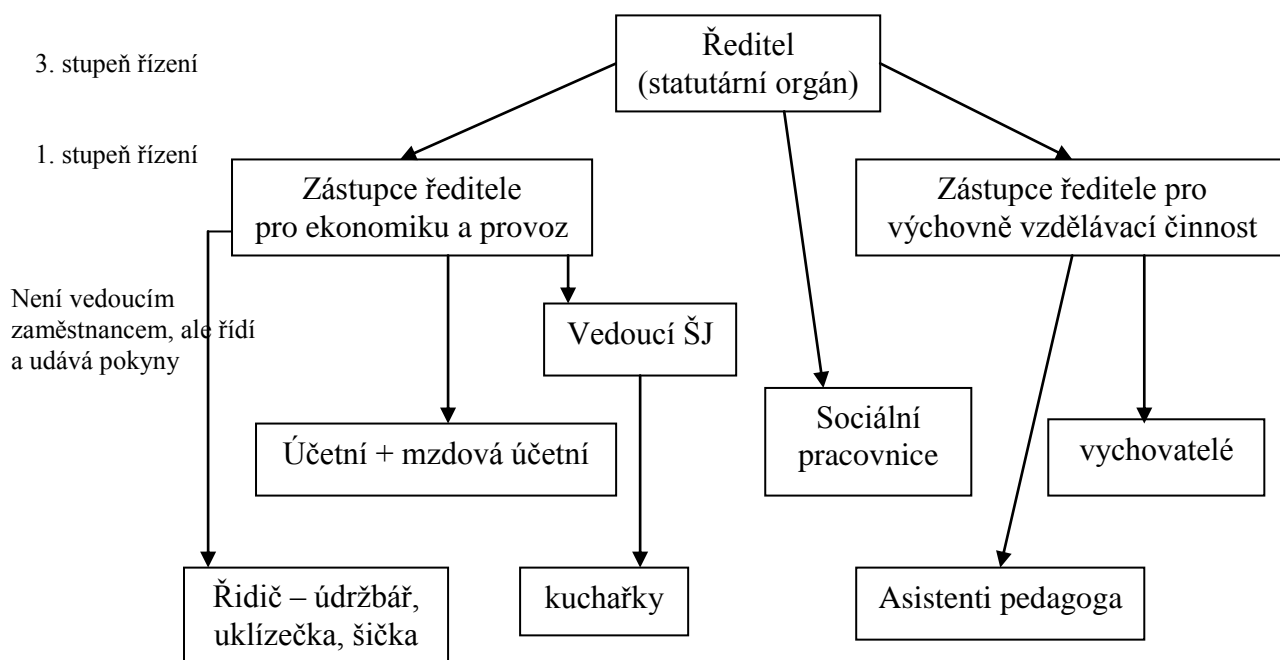 Ředitel
(statutární orgán)
3. stupeň řízení
1. stupeň řízení
Zástupce ředitele
pro ekonomiku a provoz
Zástupce ředitele pro
výchovně vzdělávací činnost
Není vedoucím
zaměstnancem, ale řídí
a udává pokyny
Vedoucí ŠJ
Sociální
pracovnice
Účetní + mzdová účetní
vychovatelé
Řidič – údržbář,
uklízečka, šička
kuchařky
Asistenti pedagoga